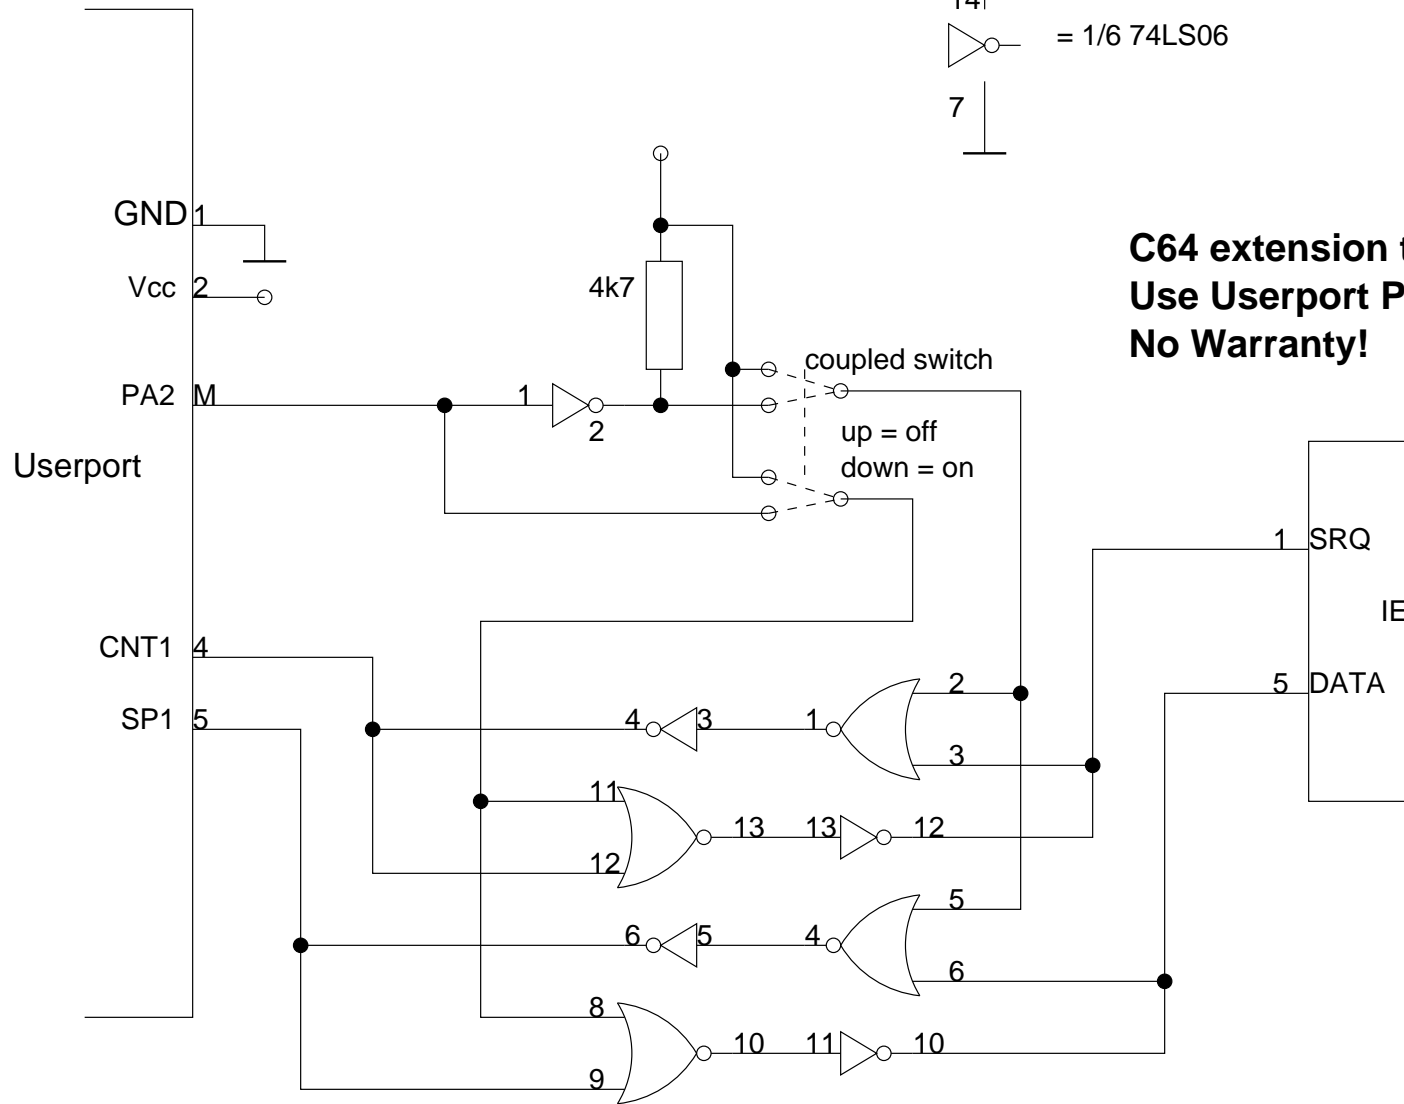 14
= 1/6 74LS06
7
GND 1
Vcc 2
4k7
C64 extension
Use Userport
No Warranty!
coupled switch
PA2 M
1
2
up = off
down = on
Userport
1 SRQ
CNT1 4
5 DATA
SP1 5
2
4 3
1
3
11
13 13 12
12
5
6 5
4
6
8
10 11 10
9